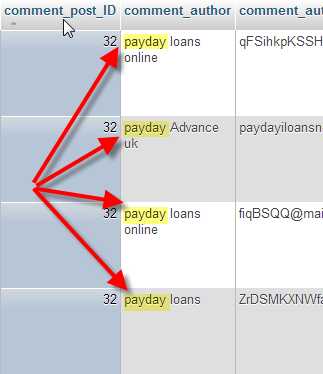 comment_post_ID comment_author comment_aut
32 payday loans qFSihkpKSSH
online
32 payday Advance paydayiloansn
uk
32 payday loans fiqBSQQ@mai
online
32 payday loans ZrDSMKXNWfa